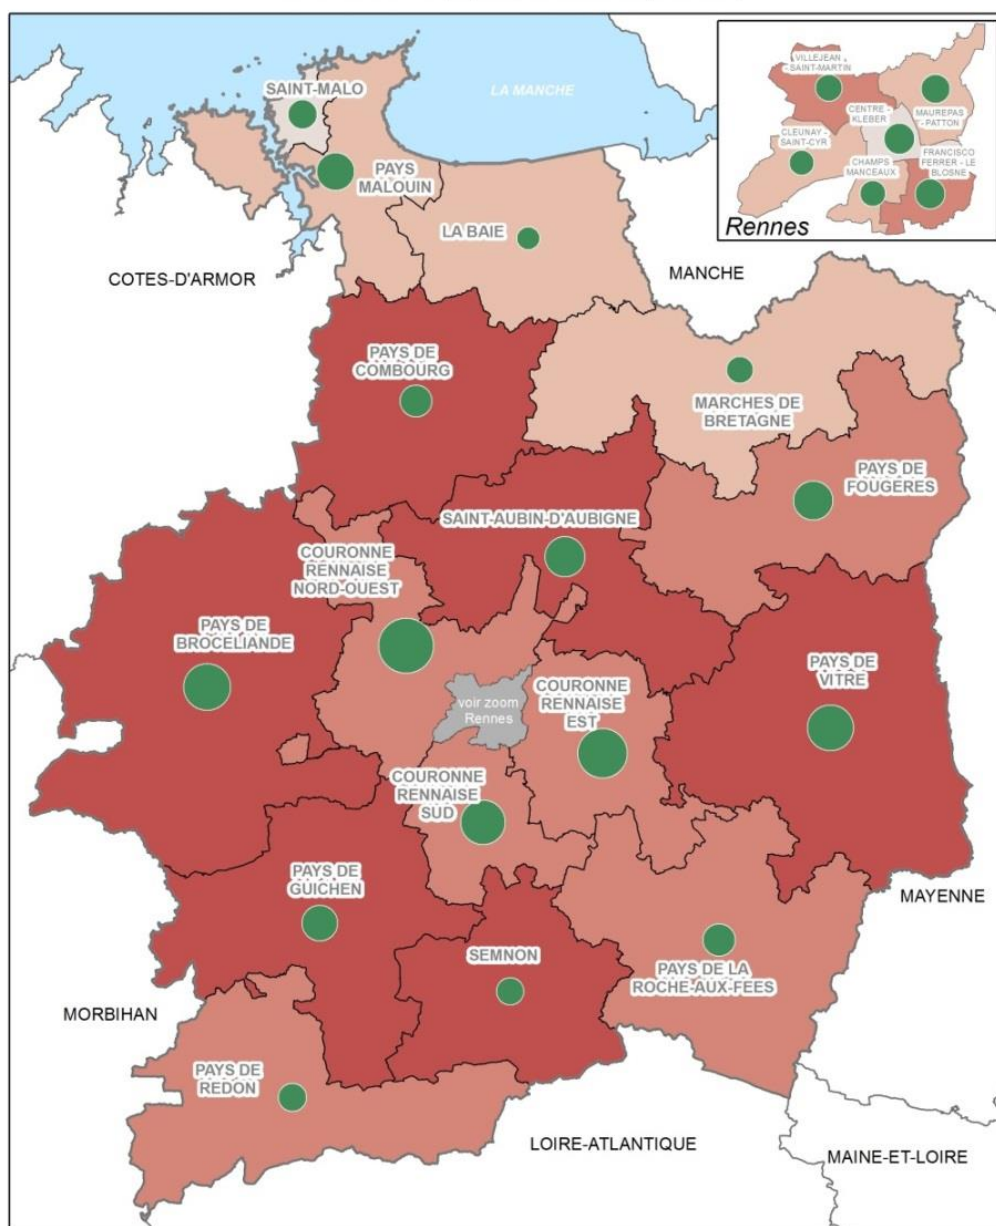 SAINT-MALO
LA MANCHE
PAYS
MALOUIN
LA BAIE
COTES-D'ARMOR
MANCHE
VILLEJEAN
- SAINT-MARTIN
CENTRE -
KLEBER
MAUREPAS
- PATTON
CLEUNAY -
SAINT-CYR
CHAMPS
MANCEAUX
FRANCISCO
FERRER - LE
BLOSNE
Rennes
PAYS DE
COMBOURG
MARCHES DE
BRETAGNE
PAYS DE
FOUGERES
SAINT-AUBIN-D'AUBIGNE
COURONNE
RENNAISE
NORD-OUEST
PAYS DE
BROCELIANDE
PAYS DE
VITRE
voir zoom
Rennes
COURONNE
RENNAISE
EST
COURONNE
RENNAISE
SUD
PAYS DE
GUICHEN
MAYENNE
SEMNON
PAYS DE LA
ROCHE-AUX-FEES
MORBIHAN
PAYS DE
REDON
LOIRE-ATLANTIQUE
MAINE-ET-LOIRE